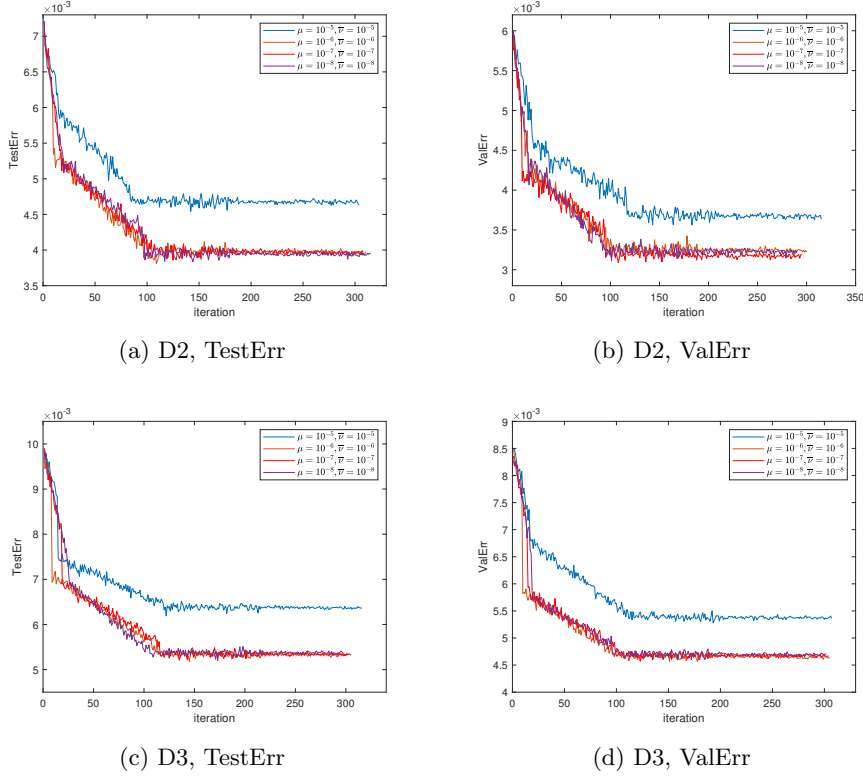 ×10⁻³
μ = 10⁻⁵, ν̅ = 10⁻⁵
μ = 10⁻⁶, ν̅ = 10⁻⁶
μ = 10⁻⁷, ν̅ = 10⁻⁷
μ = 10⁻⁸, ν̅ = 10⁻⁸
7
6.5
6
5.5
5
4.5
4
3.5
TestErr
0 50 100 150 200 250 300
iteration
(a) D2, TestErr
×10⁻³
μ = 10⁻⁵, ν̅ = 10⁻⁵
μ = 10⁻⁶, ν̅ = 10⁻⁶
μ = 10⁻⁷, ν̅ = 10⁻⁷
μ = 10⁻⁸, ν̅ = 10⁻⁸
6
5.5
5
4.5
4
3.5
3
ValErr
0 50 100 150 200 250 300 350
iteration
(b) D2, ValErr
×10⁻³
μ = 10⁻⁵, ν̅ = 10⁻⁵
μ = 10⁻⁶, ν̅ = 10⁻⁶
μ = 10⁻⁷, ν̅ = 10⁻⁷
μ = 10⁻⁸, ν̅ = 10⁻⁸
10
9
8
7
6
5
TestErr
0 50 100 150 200 250 300
iteration
(c) D3, TestErr
×10⁻³
μ = 10⁻⁵, ν̅ = 10⁻⁵
μ = 10⁻⁶, ν̅ = 10⁻⁶
μ = 10⁻⁷, ν̅ = 10⁻⁷
μ = 10⁻⁸, ν̅ = 10⁻⁸
9
8.5
8
7.5
7
6.5
6
5.5
5
4.5
4
ValErr
0 50 100 150 200 250 300
iteration
(d) D3, ValErr